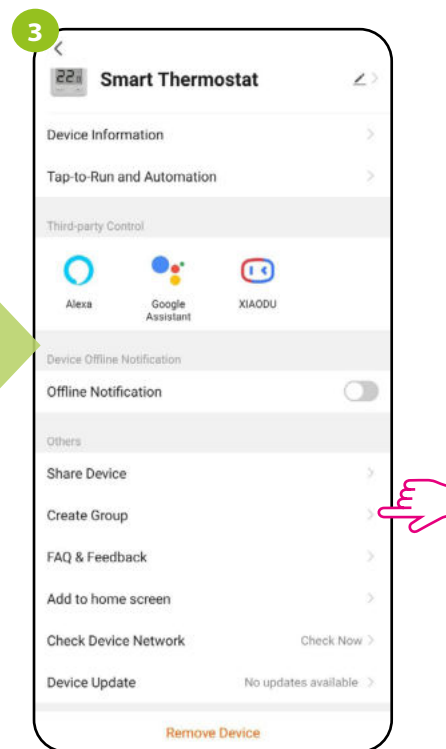 3
22.
Smart Thermostat
Device Information
Tap-to-Run and Automation
Third-party Control
Alexa
Google
Assistant
XIAODU
Device Offline Notification
Offline Notification
Others
Share Device
Create Group
FAQ & Feedback
Add to home screen
Check Device Network Check Now
Device Update No updates available
Remove Device